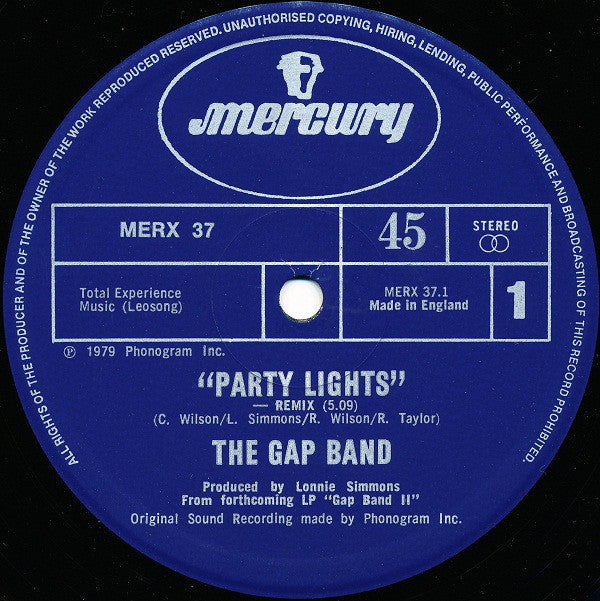 ALL RIGHTS OF THE PRODUCER AND OF THE OWNER OF THE WORK REPRODUCED RESERVED. UNAUTHORISED COPYING, HIRING, LENDING, PUBLIC PERFORMANCE AND BROADCASTING OF THIS RECORD PROHIBITED.
mercury
MERX 37
45
STEREO
Total Experience
Music (Leosong)
MERX 37.1
Made in England
1
℗ 1979 Phonogram Inc.
"PARTY LIGHTS"
— REMIX (5.09)
(C. Wilson/L. Simmons/R. Wilson/R. Taylor)
THE GAP BAND
Produced by Lonnie Simmons
From forthcoming LP "Gap Band II"
Original Sound Recording made by Phonogram Inc.